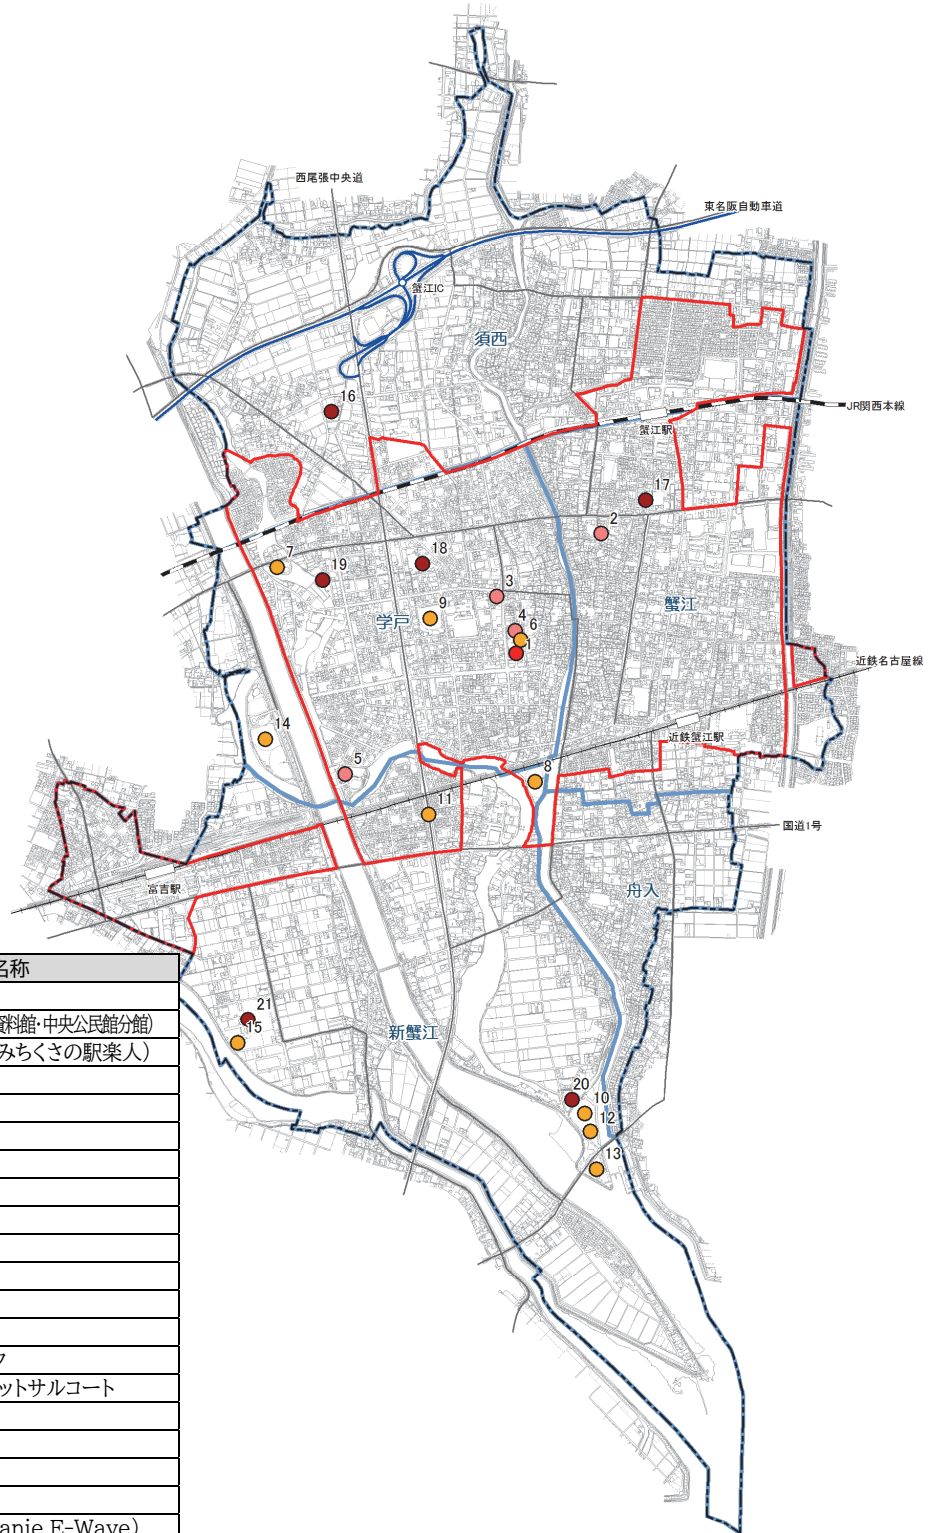 西尾張中央道
東名阪自動車道
蟹江IC
須西
16
JR関西本線
蟹江駅
17
2
18
7
19
3
9
学戸
蟹江
4
6
1
近鉄名古屋線
14
近鉄蟹江駅
5
8
11
国道1号
富吉駅
舟入
名称
21
資料館・中央公民館分館)
新蟹江
15
みちくさの駅楽人)
20
10
12
13
ク
ットサルコート
anie E-Wave)